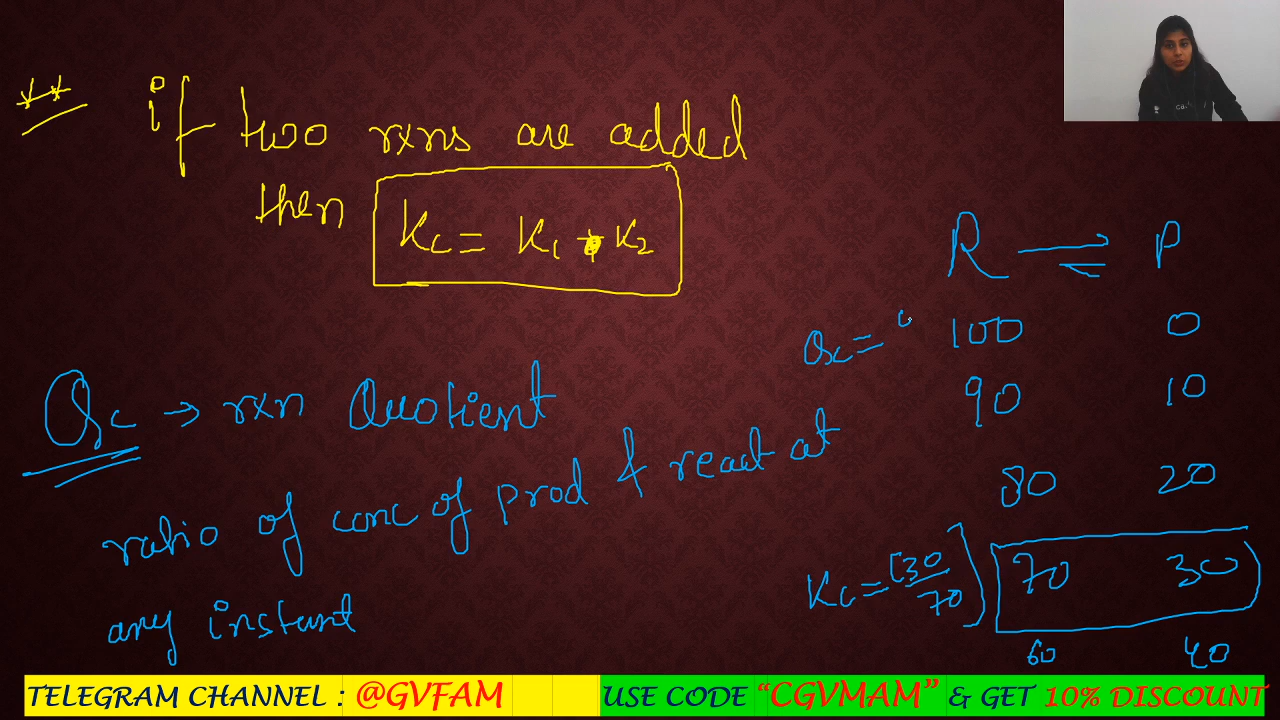 ** if two rxns are added
then Kc = K1 * K2
R ⇌ P
Qc = 0 100 0
90 10
80 20
Kc = [30/70] 70 30
60 40
Qc → rxn Quotient
ratio of conc of prod & react at
any instant
TELEGRAM CHANNEL : @GVFAM USE CODE “CGVMAM” & GET 10% DISCOUNT